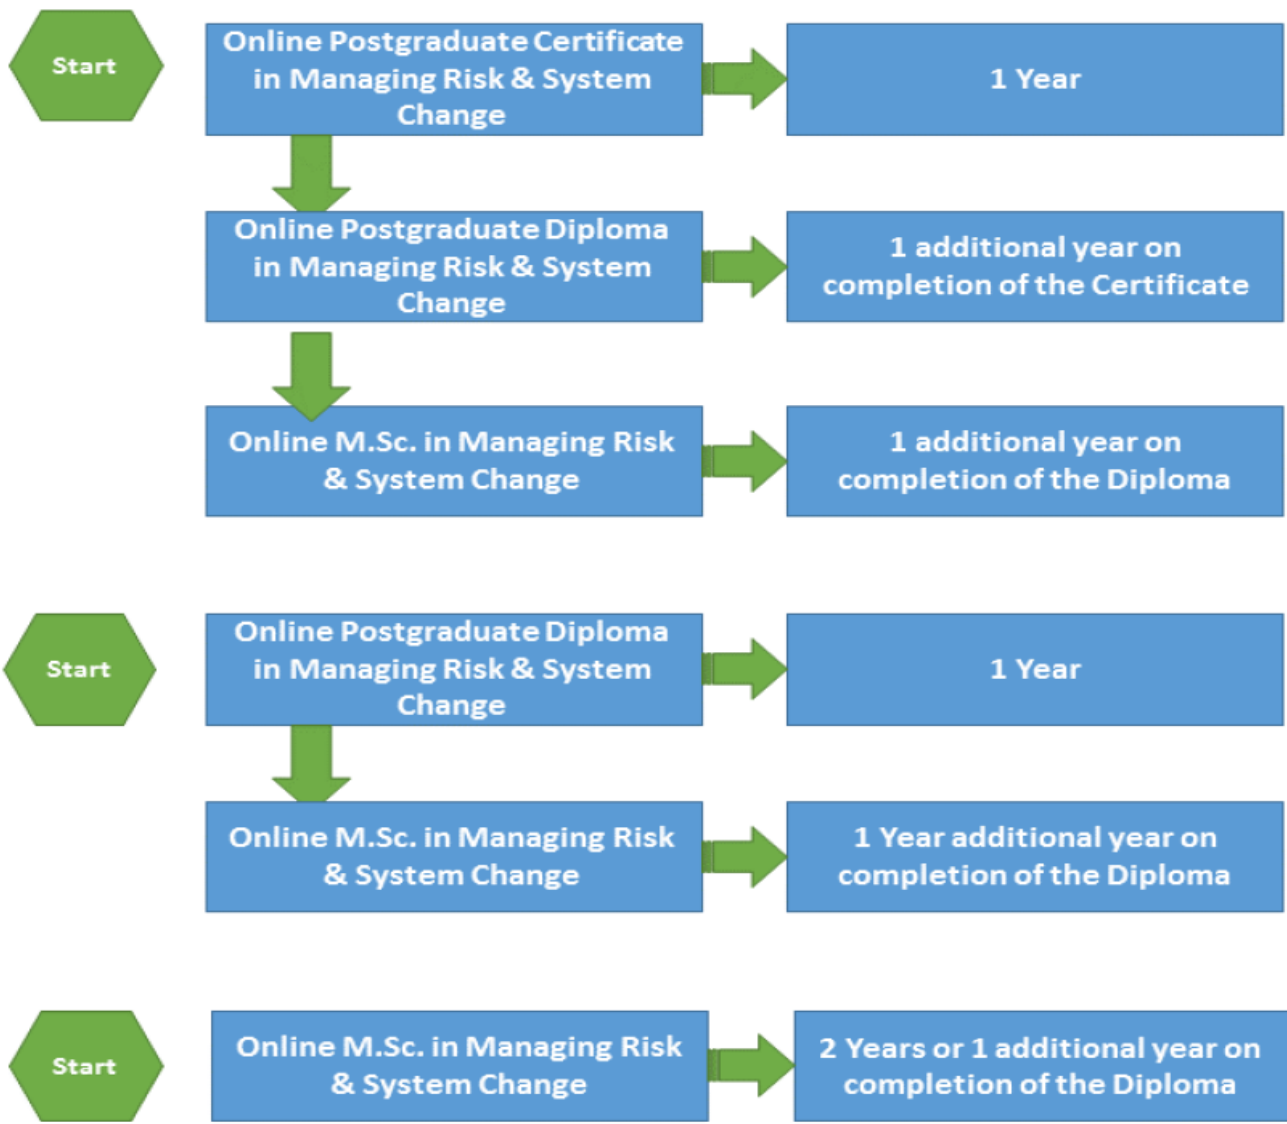 Start
Online Postgraduate Certificate
in Managing Risk & System
Change
1 Year
Online Postgraduate Diploma
in Managing Risk & System
Change
1 additional year on
completion of the Certificate
Online M.Sc. in Managing Risk
& System Change
1 additional year on
completion of the Diploma
Start
Online Postgraduate Diploma
in Managing Risk & System
Change
1 Year
Online M.Sc. in Managing Risk
& System Change
1 Year additional year on
completion of the Diploma
Start
Online M.Sc. in Managing Risk
& System Change
2 Years or 1 additional year on
completion of the Diploma